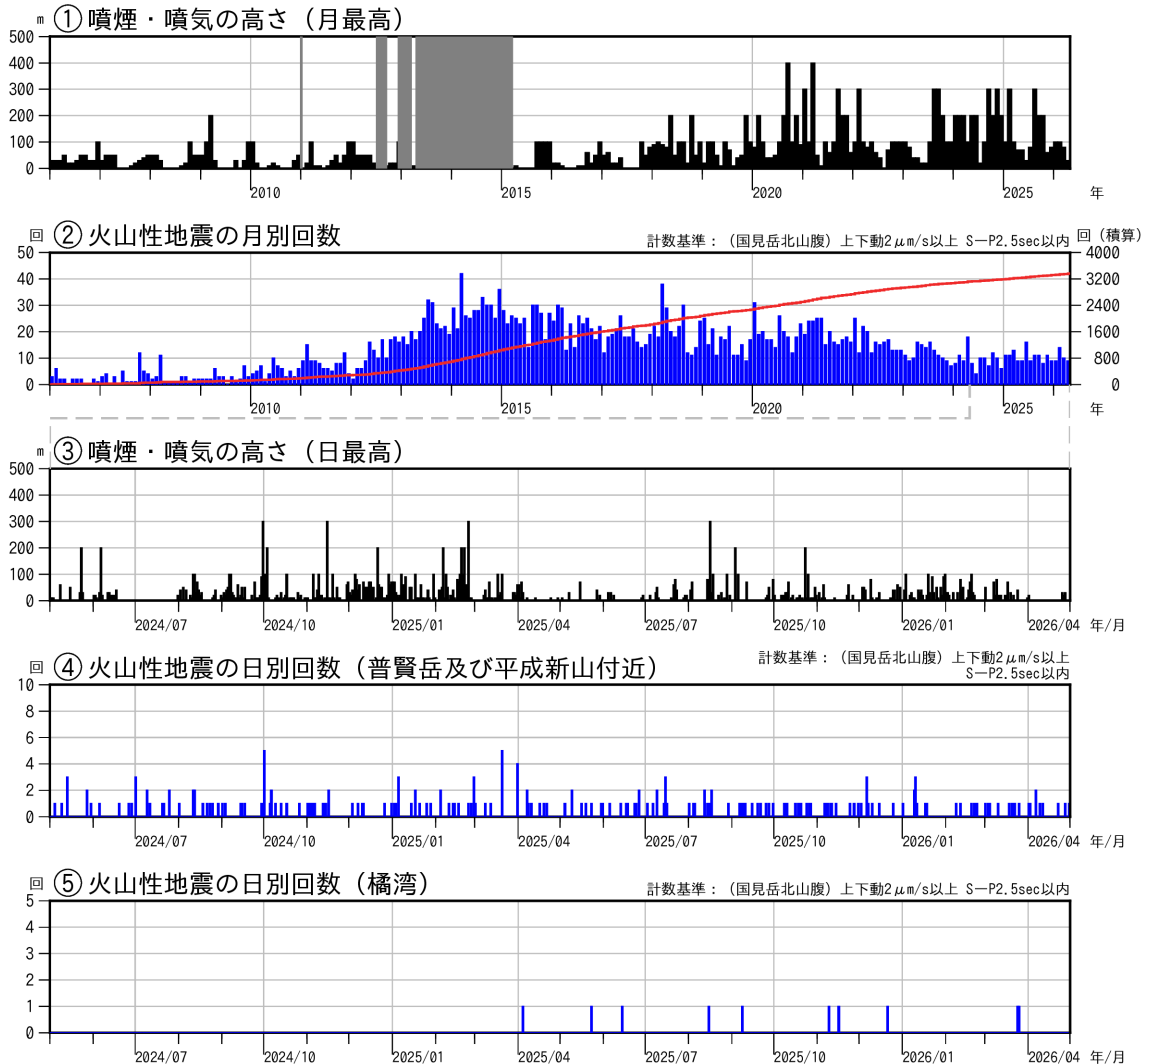 m ①噴煙・噴気の高さ（月最高）
500
400
300
200
100
0
2010 2015 2020 2025 年
回 ②火山性地震の月別回数 計数基準：（国見岳北山腹）上下動2μm/s以上 S−P2.5sec以内 回（積算）
50 4000
40 3200
30 2400
20 1600
10 800
0 0
2010 2015 2020 2025 年
m ③噴煙・噴気の高さ（日最高）
500
400
300
200
100
0
2024/07 2024/10 2025/01 2025/04 2025/07 2025/10 2026/01 2026/04 年/月
回 ④火山性地震の日別回数（普賢岳及び平成新山付近） 計数基準：（国見岳北山腹）上下動2μm/s以上
S−P2.5sec以内
10
8
6
4
2
0
2024/07 2024/10 2025/01 2025/04 2025/07 2025/10 2026/01 2026/04 年/月
回 ⑤火山性地震の日別回数（橘湾） 計数基準：（国見岳北山腹）上下動2μm/s以上 S−P2.5sec以内
5
4
3
2
1
0
2024/07 2024/10 2025/01 2025/04 2025/07 2025/10 2026/01 2026/04 年/月